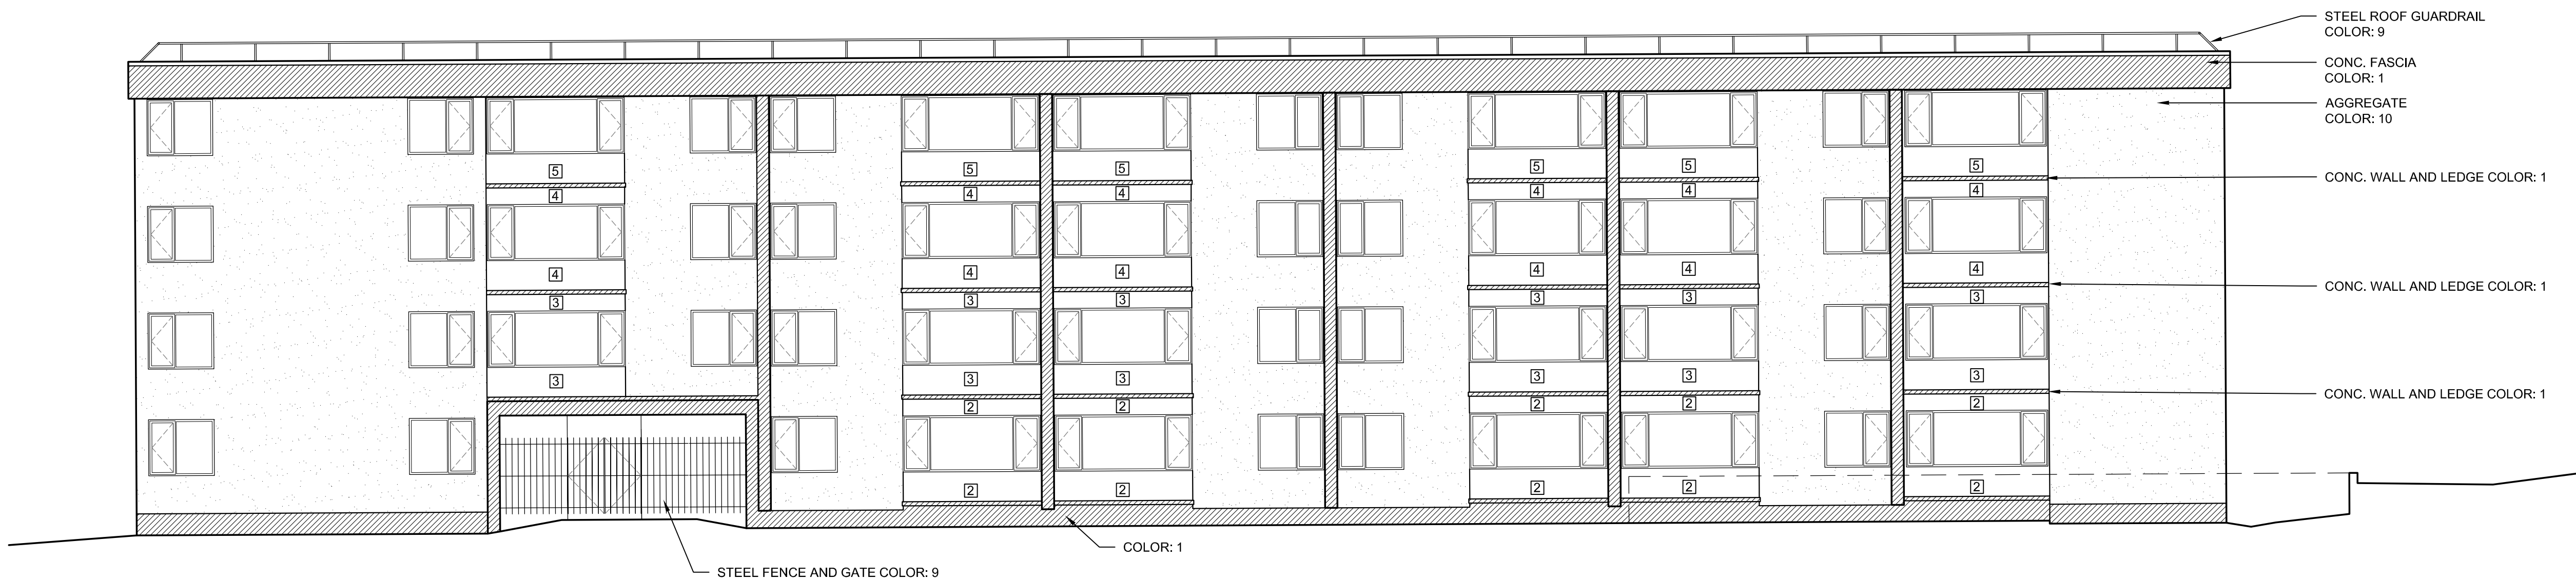 STEEL ROOF GUARDRAIL
COLOR: 9
CONC. FASCIA
COLOR: 1
AGGREGATE
COLOR: 10
5 5 5 5 5 5
CONC. WALL AND LEDGE COLOR: 1
4 4 4 4 4 4
4 4 4 4 4 4
CONC. WALL AND LEDGE COLOR: 1
3 3 3 3 3 3
3 3 3 3 3 3
CONC. WALL AND LEDGE COLOR: 1
2 2 2 2 2
2 2 2 2 2
COLOR: 1
STEEL FENCE AND GATE COLOR: 9